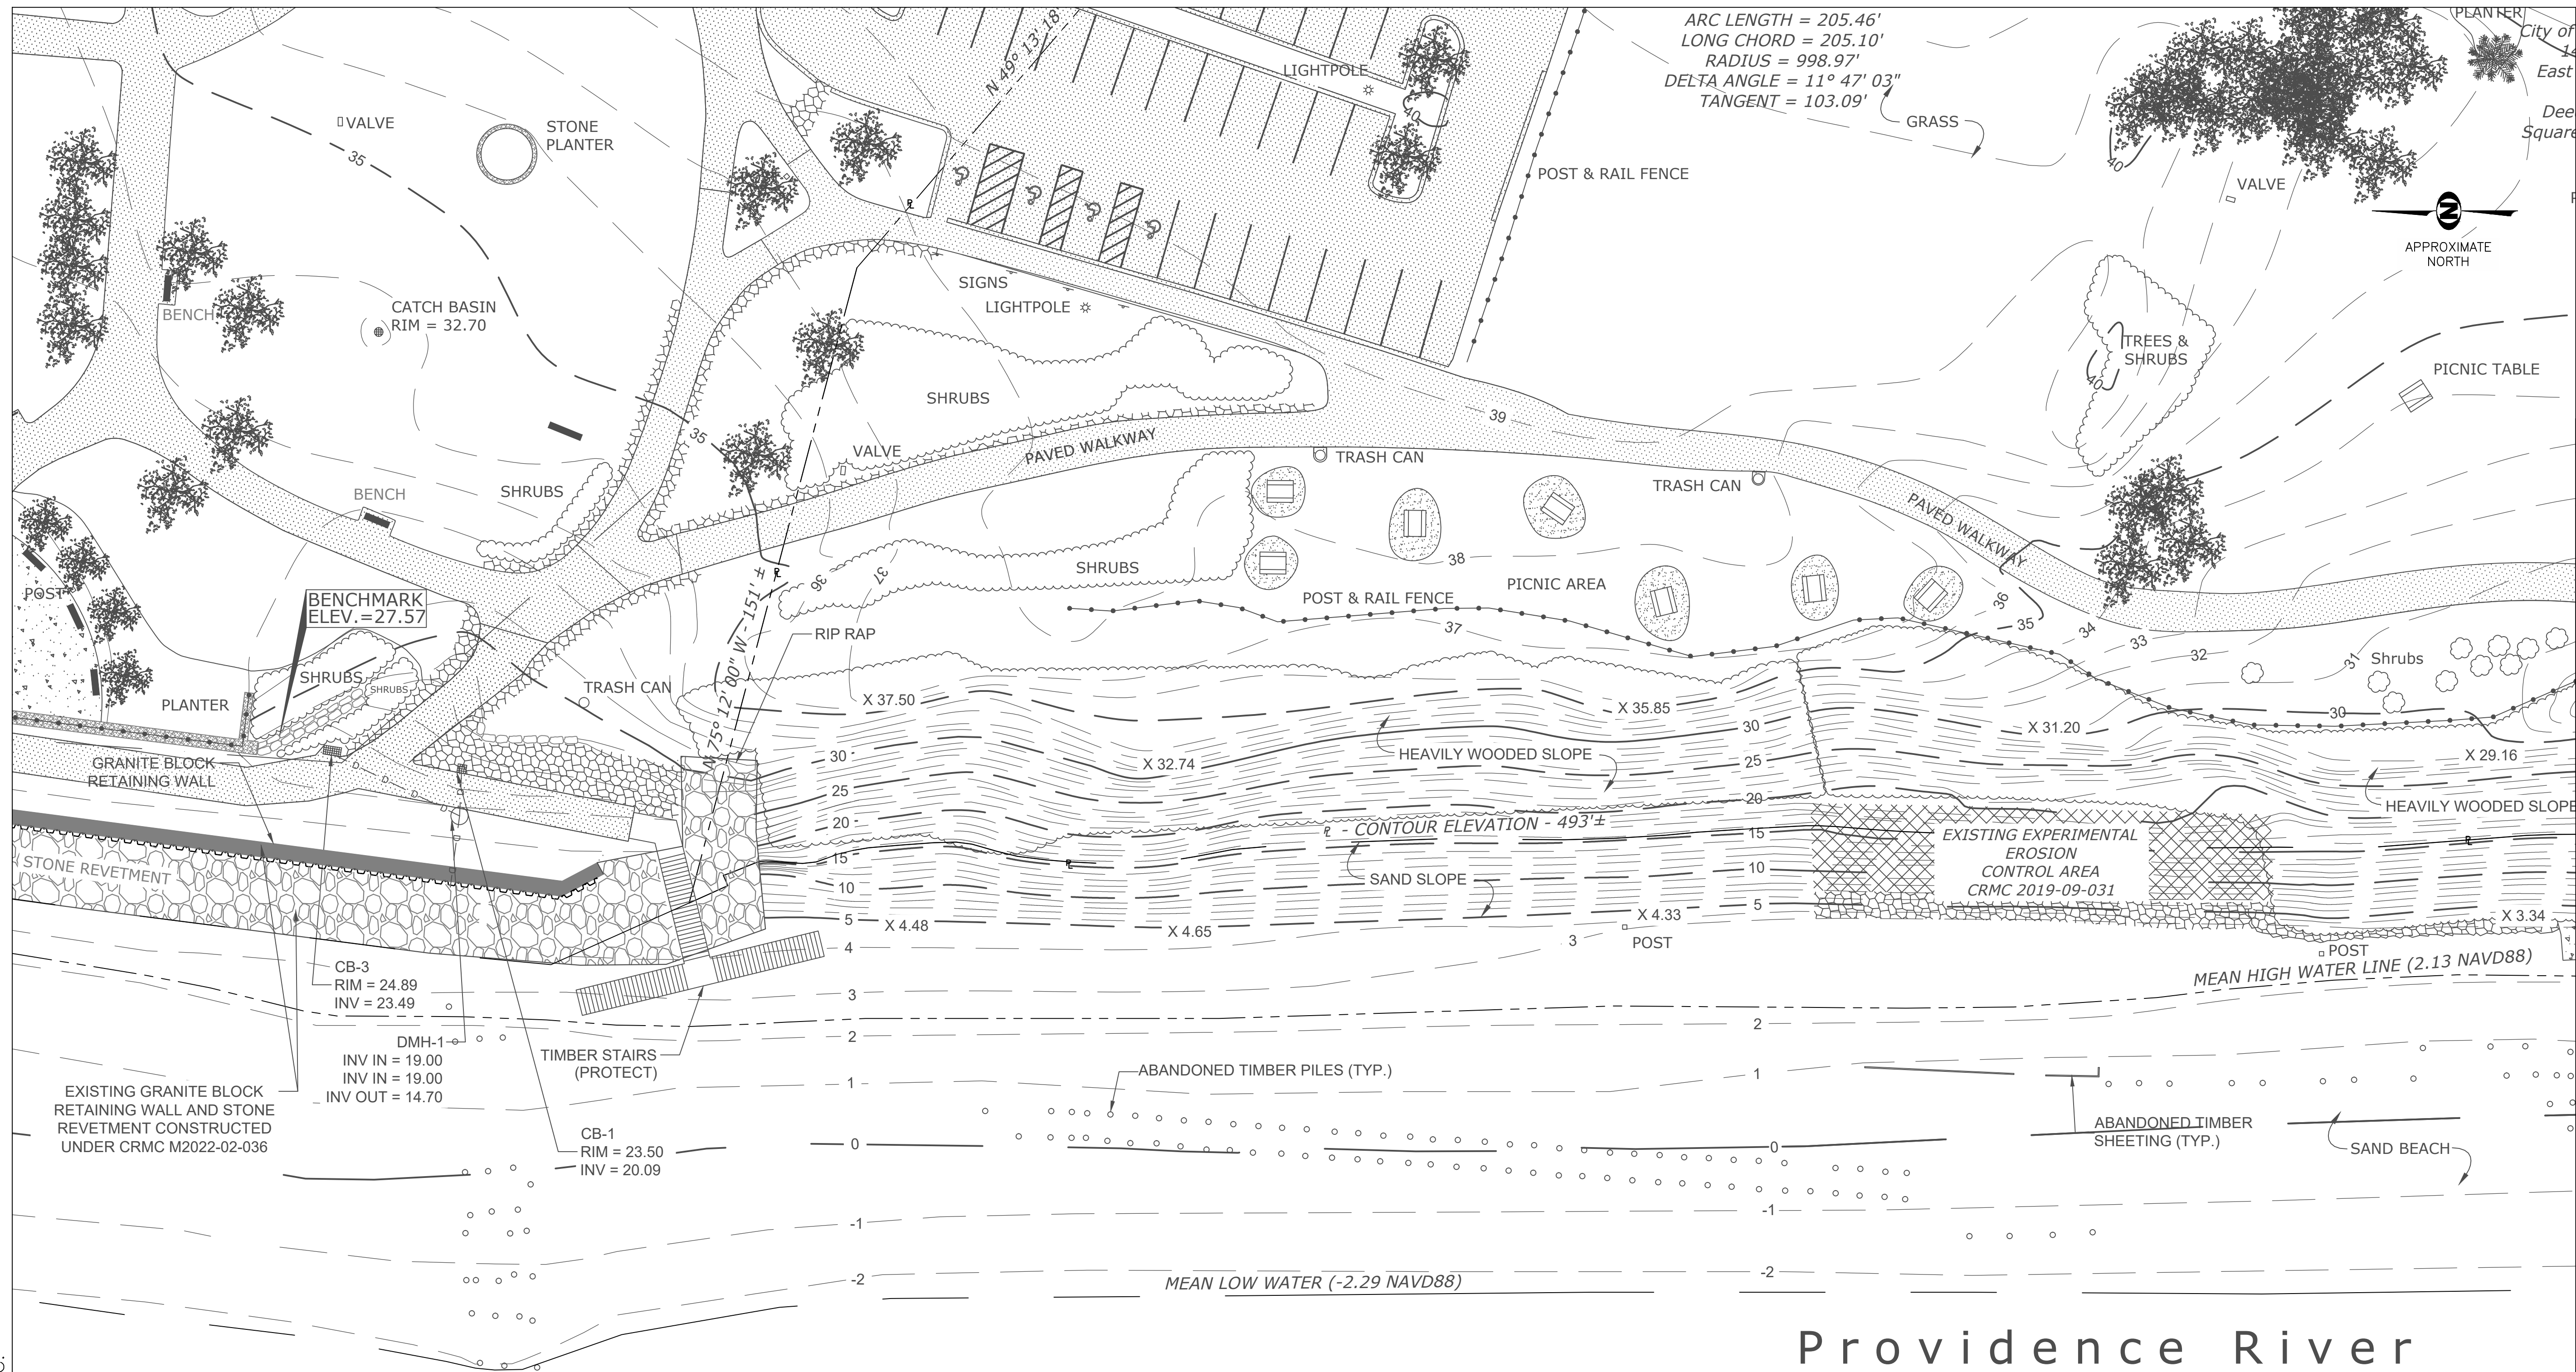 ARC LENGTH = 205.46'
LONG CHORD = 205.10'
RADIUS = 998.97'
DELTA ANGLE = 11° 47' 03"
TANGENT = 103.09'
N 49° 13' 18"
PLANTER
City of
East
Dee
Square
LIGHTPOLE
40
GRASS
VALVE
STONE
PLANTER
35
POST & RAIL FENCE
40
VALVE
N
APPROXIMATE
NORTH
SIGNS
LIGHTPOLE
BENCH
CATCH BASIN
RIM = 32.70
TREES &
SHRUBS
40
PICNIC TABLE
SHRUBS
39
35
VALVE
PAVED WALKWAY
TRASH CAN
TRASH CAN
PAVED WALKWAY
BENCH
SHRUBS
38
SHRUBS
PICNIC AREA
36
37
POST
BENCHMARK
ELEV.=27.57
POST & RAIL FENCE
37
36
35
34
33
32
31
Shrubs
N 75° 12' 00" W - 151' ±
RIP RAP
SHRUBS
SHRUBS
TRASH CAN
PLANTER
X 37.50
X 35.85
30
X 31.20
30
GRANITE BLOCK
RETAINING WALL
30
X 32.74
HEAVILY WOODED SLOPE
25
X 29.16
25
20
HEAVILY WOODED SLOPE
20
℄ - CONTOUR ELEVATION - 493'±
15
15
EXISTING EXPERIMENTAL
EROSION
CONTROL AREA
CRMC 2019-09-031
STONE REVETMENT
10
SAND SLOPE
10
5
5
X 4.48
X 4.65
X 4.33
X 3.34
4
3
POST
POST
MEAN HIGH WATER LINE (2.13 NAVD88)
CB-3
RIM = 24.89
INV = 23.49
3
2
2
DMH-1
INV IN = 19.00
INV IN = 19.00
INV OUT = 14.70
TIMBER STAIRS
(PROTECT)
ABANDONED TIMBER PILES (TYP.)
1
1
EXISTING GRANITE BLOCK
RETAINING WALL AND STONE
REVETMENT CONSTRUCTED
UNDER CRMC M2022-02-036
CB-1
RIM = 23.50
INV = 20.09
0
0
ABANDONED TIMBER
SHEETING (TYP.)
SAND BEACH
-1
-1
-2
-2
MEAN LOW WATER (-2.29 NAVD88)
Providence River